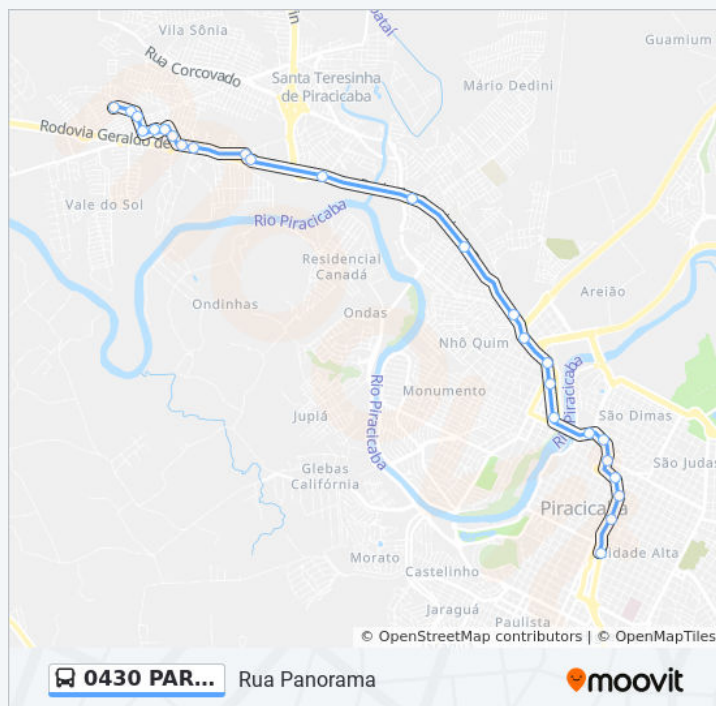 Vila Sônia
Guamium
Rua Corcovado
Santa Teresinha
de Piracicaba
Mário Dedini
Rodovia Geraldo de
Vale do Sol
Rio Piracicaba
Residencial
Canadá
Ondinhas
Ondas
Areião
Nhô Quim
Monumento
Rio Piracicaba
Rio Piracicaba
São Dimas
Jupiá
Glebas
Califórnia
São Judas
Piracicaba
Cidade Alta
Morato
Castelinho
Jaraguá
Paulista
© OpenStreetMap contributors | © OpenMapTiles
0430 PAR...
Rua Panorama
moovit